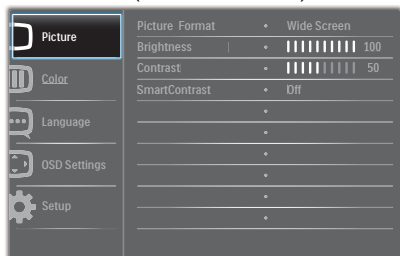 Picture
Picture Format • Wide Screen
Brightness • 100
Contrast • 50
SmartContrast • Off
Color
Language
OSD Settings
Setup